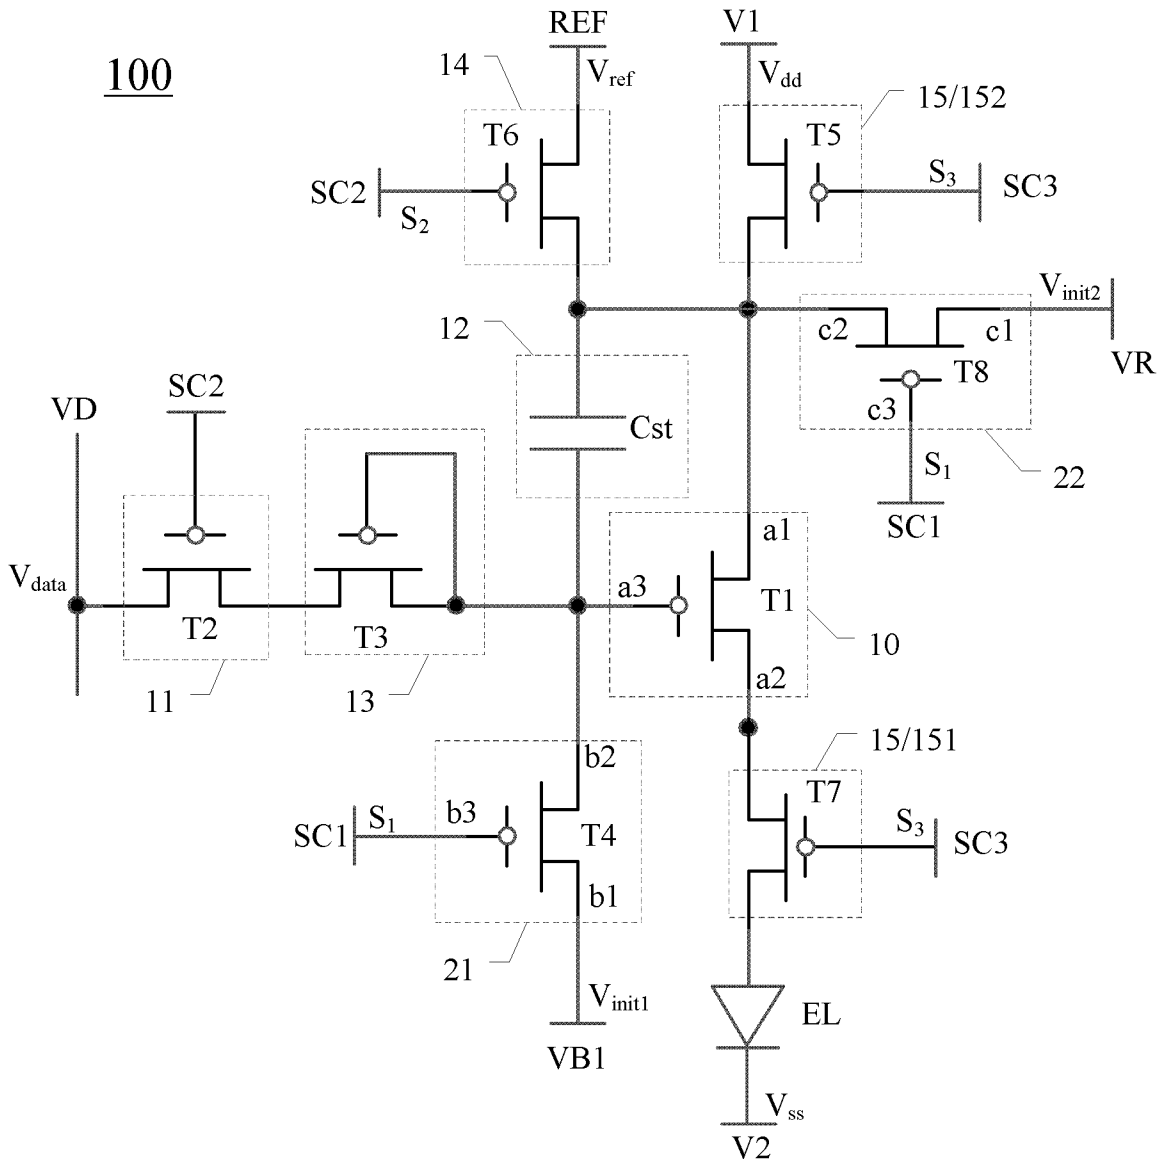 REF
V1
100
14
Vref
Vdd
15/152
T6
T5
SC2
S2
S3
SC3
12
Vinit2
c2
c1
VR
T8
VD
SC2
c3
Cst
S1
22
SC1
a1
Vdata
a3
T1
T2
T3
10
a2
11
13
15/151
b2
T7
SC1
S1
b3
T4
S3
SC3
b1
21
Vinit1
EL
VB1
Vss
V2